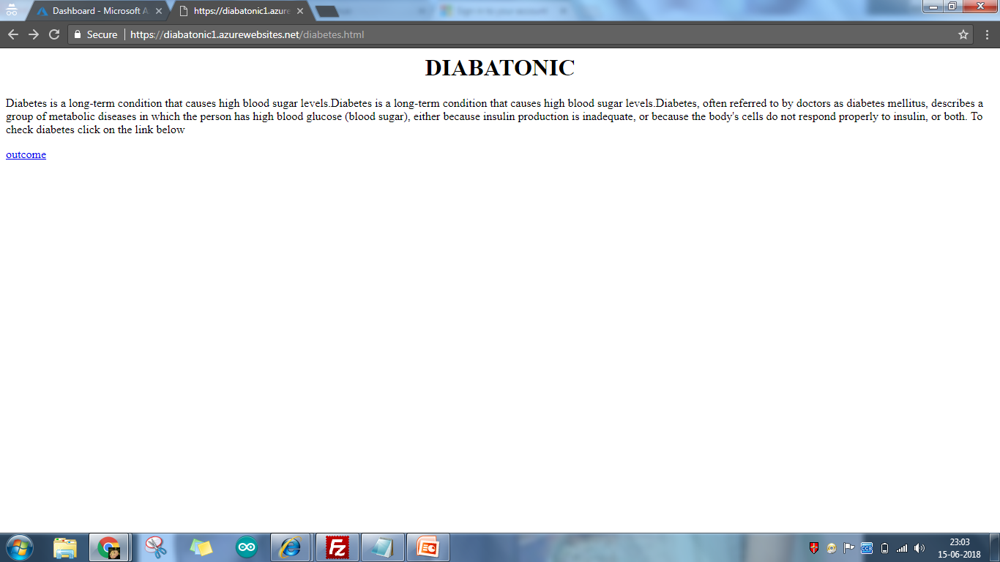 Dashboard - Microsoft A
https://diabatonic1.azure
Secure https://diabatonic1.azurewebsites.net/diabetes.html
DIABATONIC
Diabetes is a long-term condition that causes high blood sugar levels.Diabetes is a long-term condition that causes high blood sugar levels.Diabetes, often referred to by doctors as diabetes mellitus, describes a
group of metabolic diseases in which the person has high blood glucose (blood sugar), either because insulin production is inadequate, or because the body's cells do not respond properly to insulin, or both. To
check diabetes click on the link below
outcome
CCE
23:03
15-06-2018